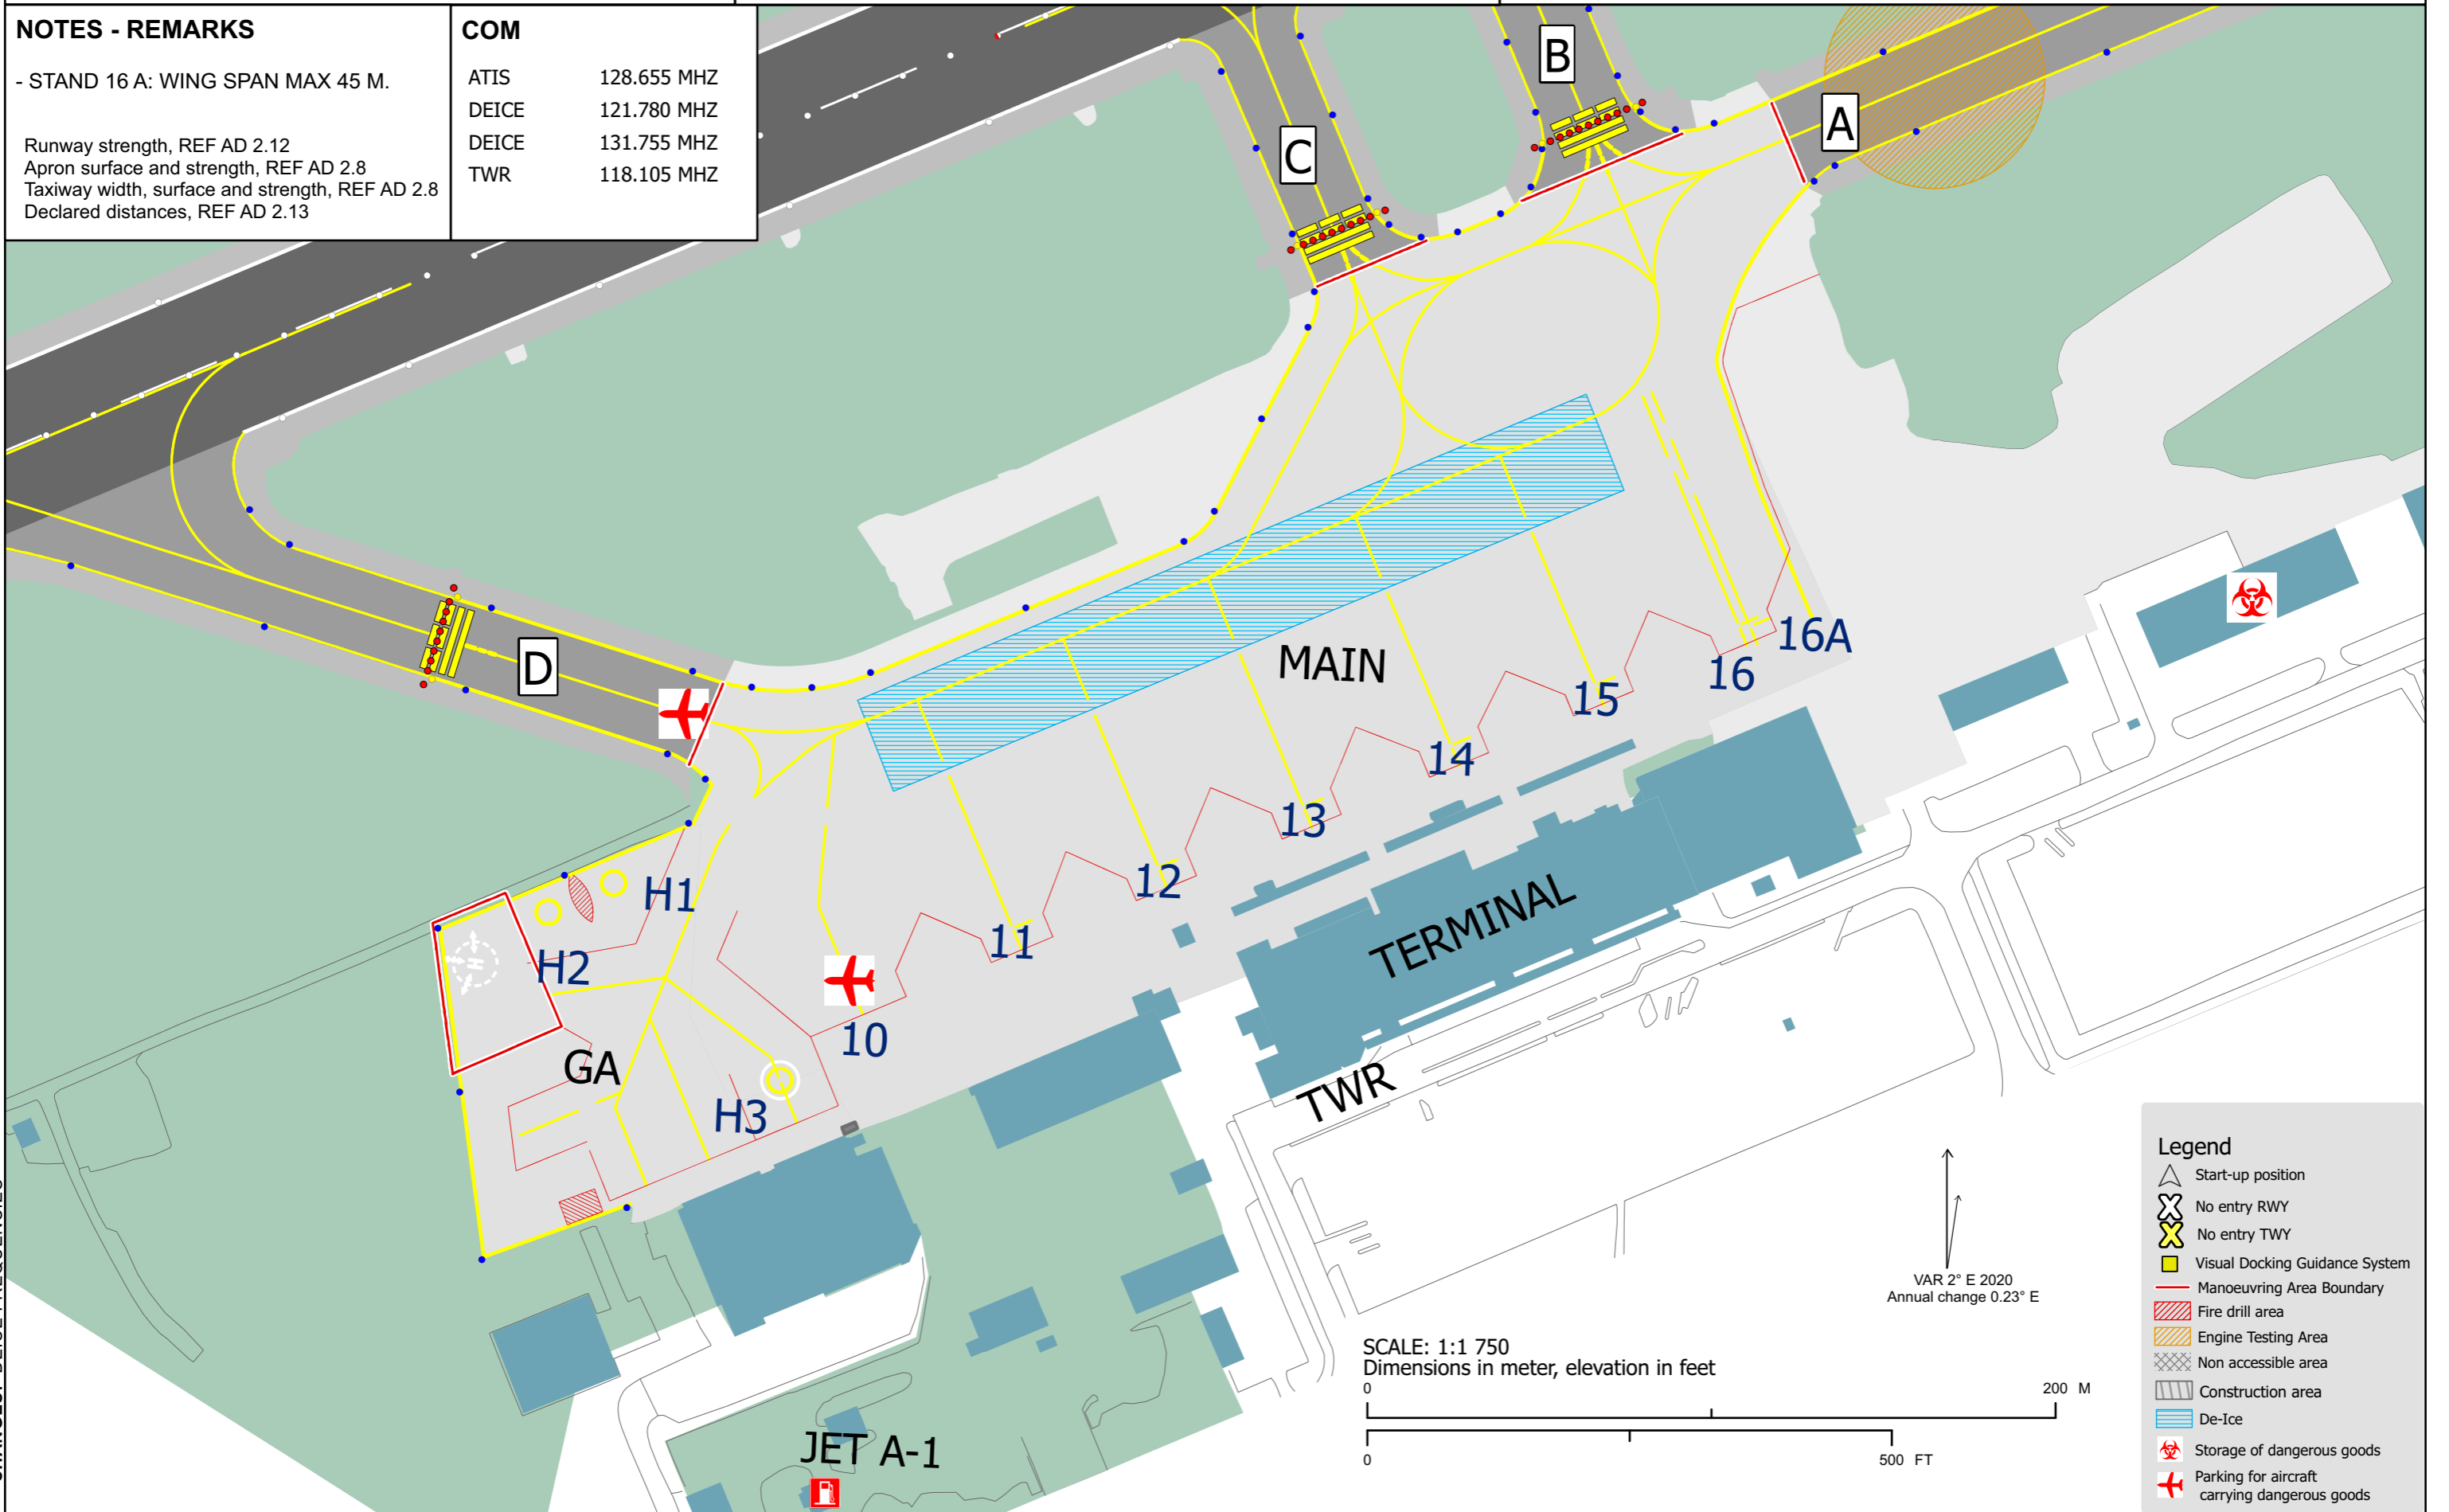 NOTES - REMARKS
- STAND 16 A: WING SPAN MAX 45 M.
Runway strength, REF AD 2.12
Apron surface and strength, REF AD 2.8
Taxiway width, surface and strength, REF AD 2.8
Declared distances, REF AD 2.13
COM
ATIS 128.655 MHZ
DEICE 121.780 MHZ
DEICE 131.755 MHZ
TWR 118.105 MHZ
B
A
C
D
MAIN
16A
16
15
14
13
12
11
10
H1
H2
H3
H
GA
TERMINAL
TWR
JET A-1
VAR 2° E 2020
Annual change 0.23° E
SCALE: 1:1 750
Dimensions in meter, elevation in feet
0 200 M
0 500 FT
Legend
Start-up position
No entry RWY
No entry TWY
Visual Docking Guidance System
Manoeuvring Area Boundary
Fire drill area
Engine Testing Area
Non accessible area
Construction area
De-Ice
Storage of dangerous goods
Parking for aircraft
carrying dangerous goods